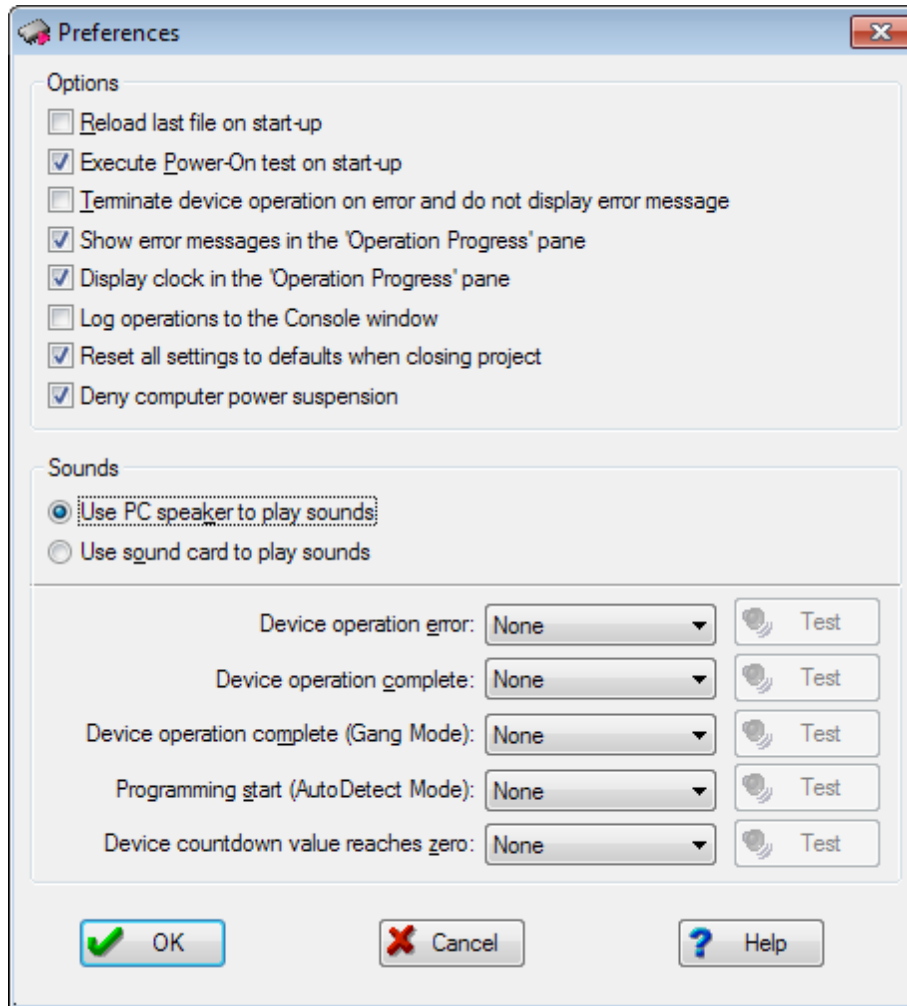 Preferences
Options
Reload last file on start-up
Execute Power-On test on start-up
Terminate device operation on error and do not display error message
Show error messages in the 'Operation Progress' pane
Display clock in the 'Operation Progress' pane
Log operations to the Console window
Reset all settings to defaults when closing project
Deny computer power suspension
Sounds
Use PC speaker to play sounds
Use sound card to play sounds
Device operation error: None Test
Device operation complete: None Test
Device operation complete (Gang Mode): None Test
Programming start (AutoDetect Mode): None Test
Device countdown value reaches zero: None Test
OK Cancel Help